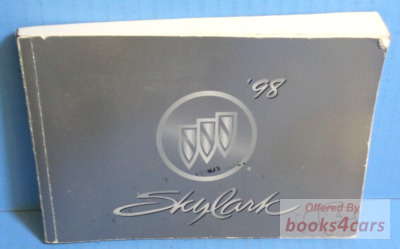 '98
Skylark
Offered By
books4cars